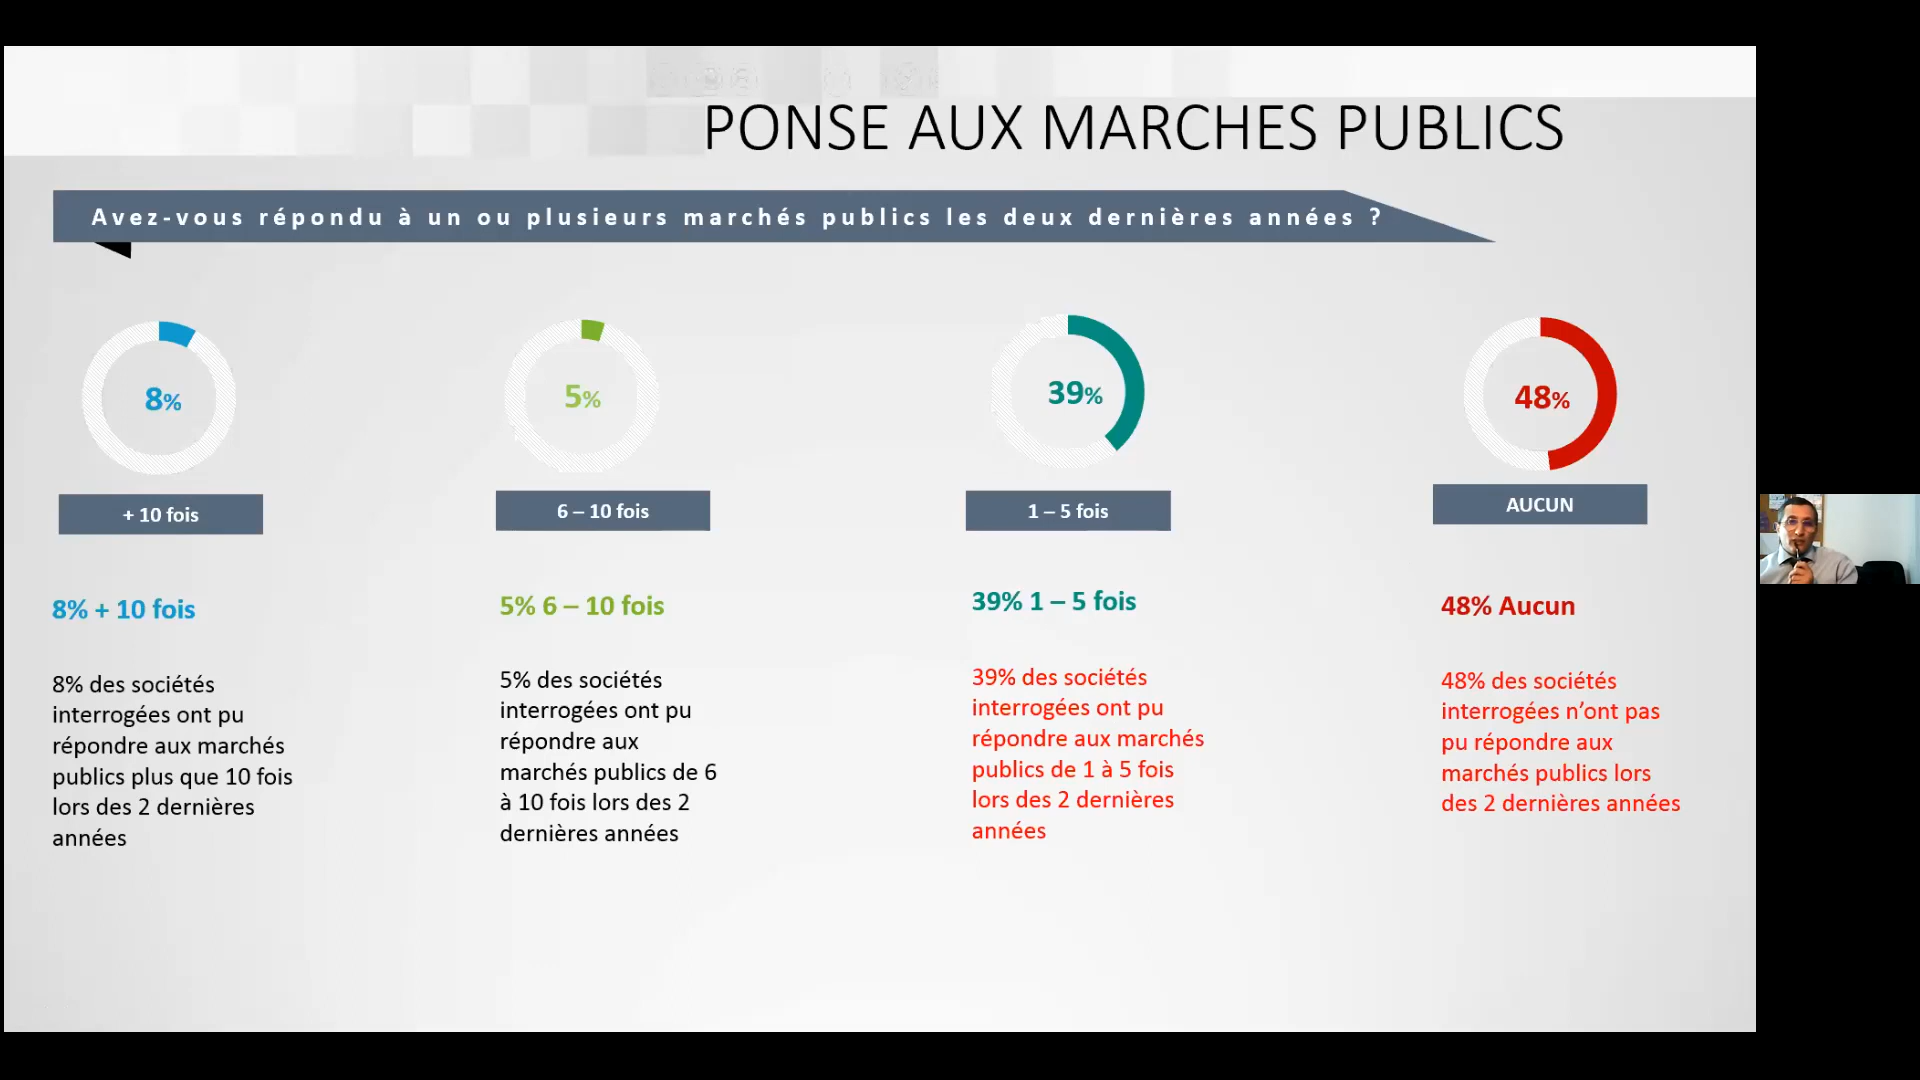 PONSE AUX MARCHES PUBLICS
Avez-vous répondu à un ou plusieurs marchés publics les deux dernières années ?
8%
5%
39%
48%
+ 10 fois
6 – 10 fois
1 – 5 fois
AUCUN
8% + 10 fois
8% des sociétés
interrogées ont pu
répondre aux marchés
publics plus que 10 fois
lors des 2 dernières
années
5% 6 – 10 fois
5% des sociétés
interrogées ont pu
répondre aux
marchés publics de 6
à 10 fois lors des 2
dernières années
39% 1 – 5 fois
39% des sociétés
interrogées ont pu
répondre aux marchés
publics de 1 à 5 fois
lors des 2 dernières
années
48% Aucun
48% des sociétés
interrogées n’ont pas
pu répondre aux
marchés publics lors
des 2 dernières années